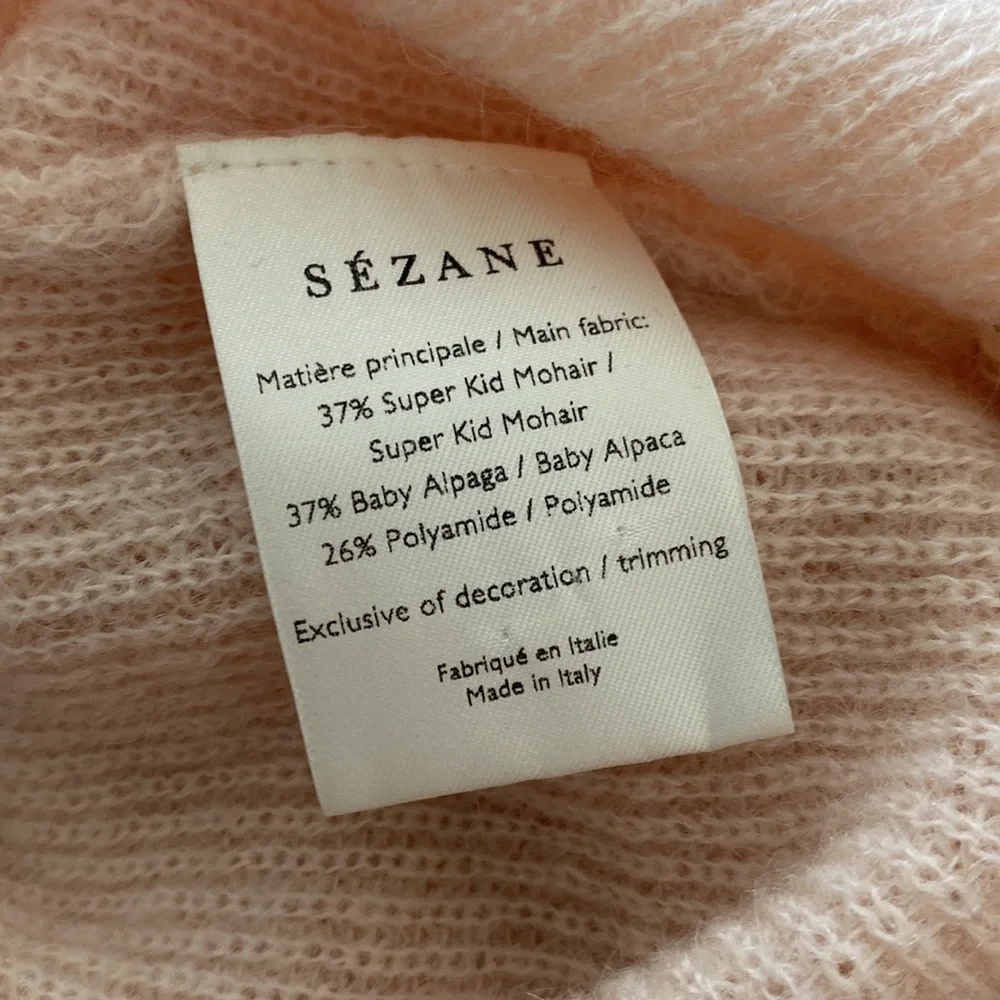 SÉZANE
Matière principale / Main fabric:
37% Super Kid Mohair /
Super Kid Mohair
37% Baby Alpaga / Baby Alpaca
26% Polyamide / Polyamide
Exclusive of decoration / trimming
Fabriqué en Italie
Made in Italy